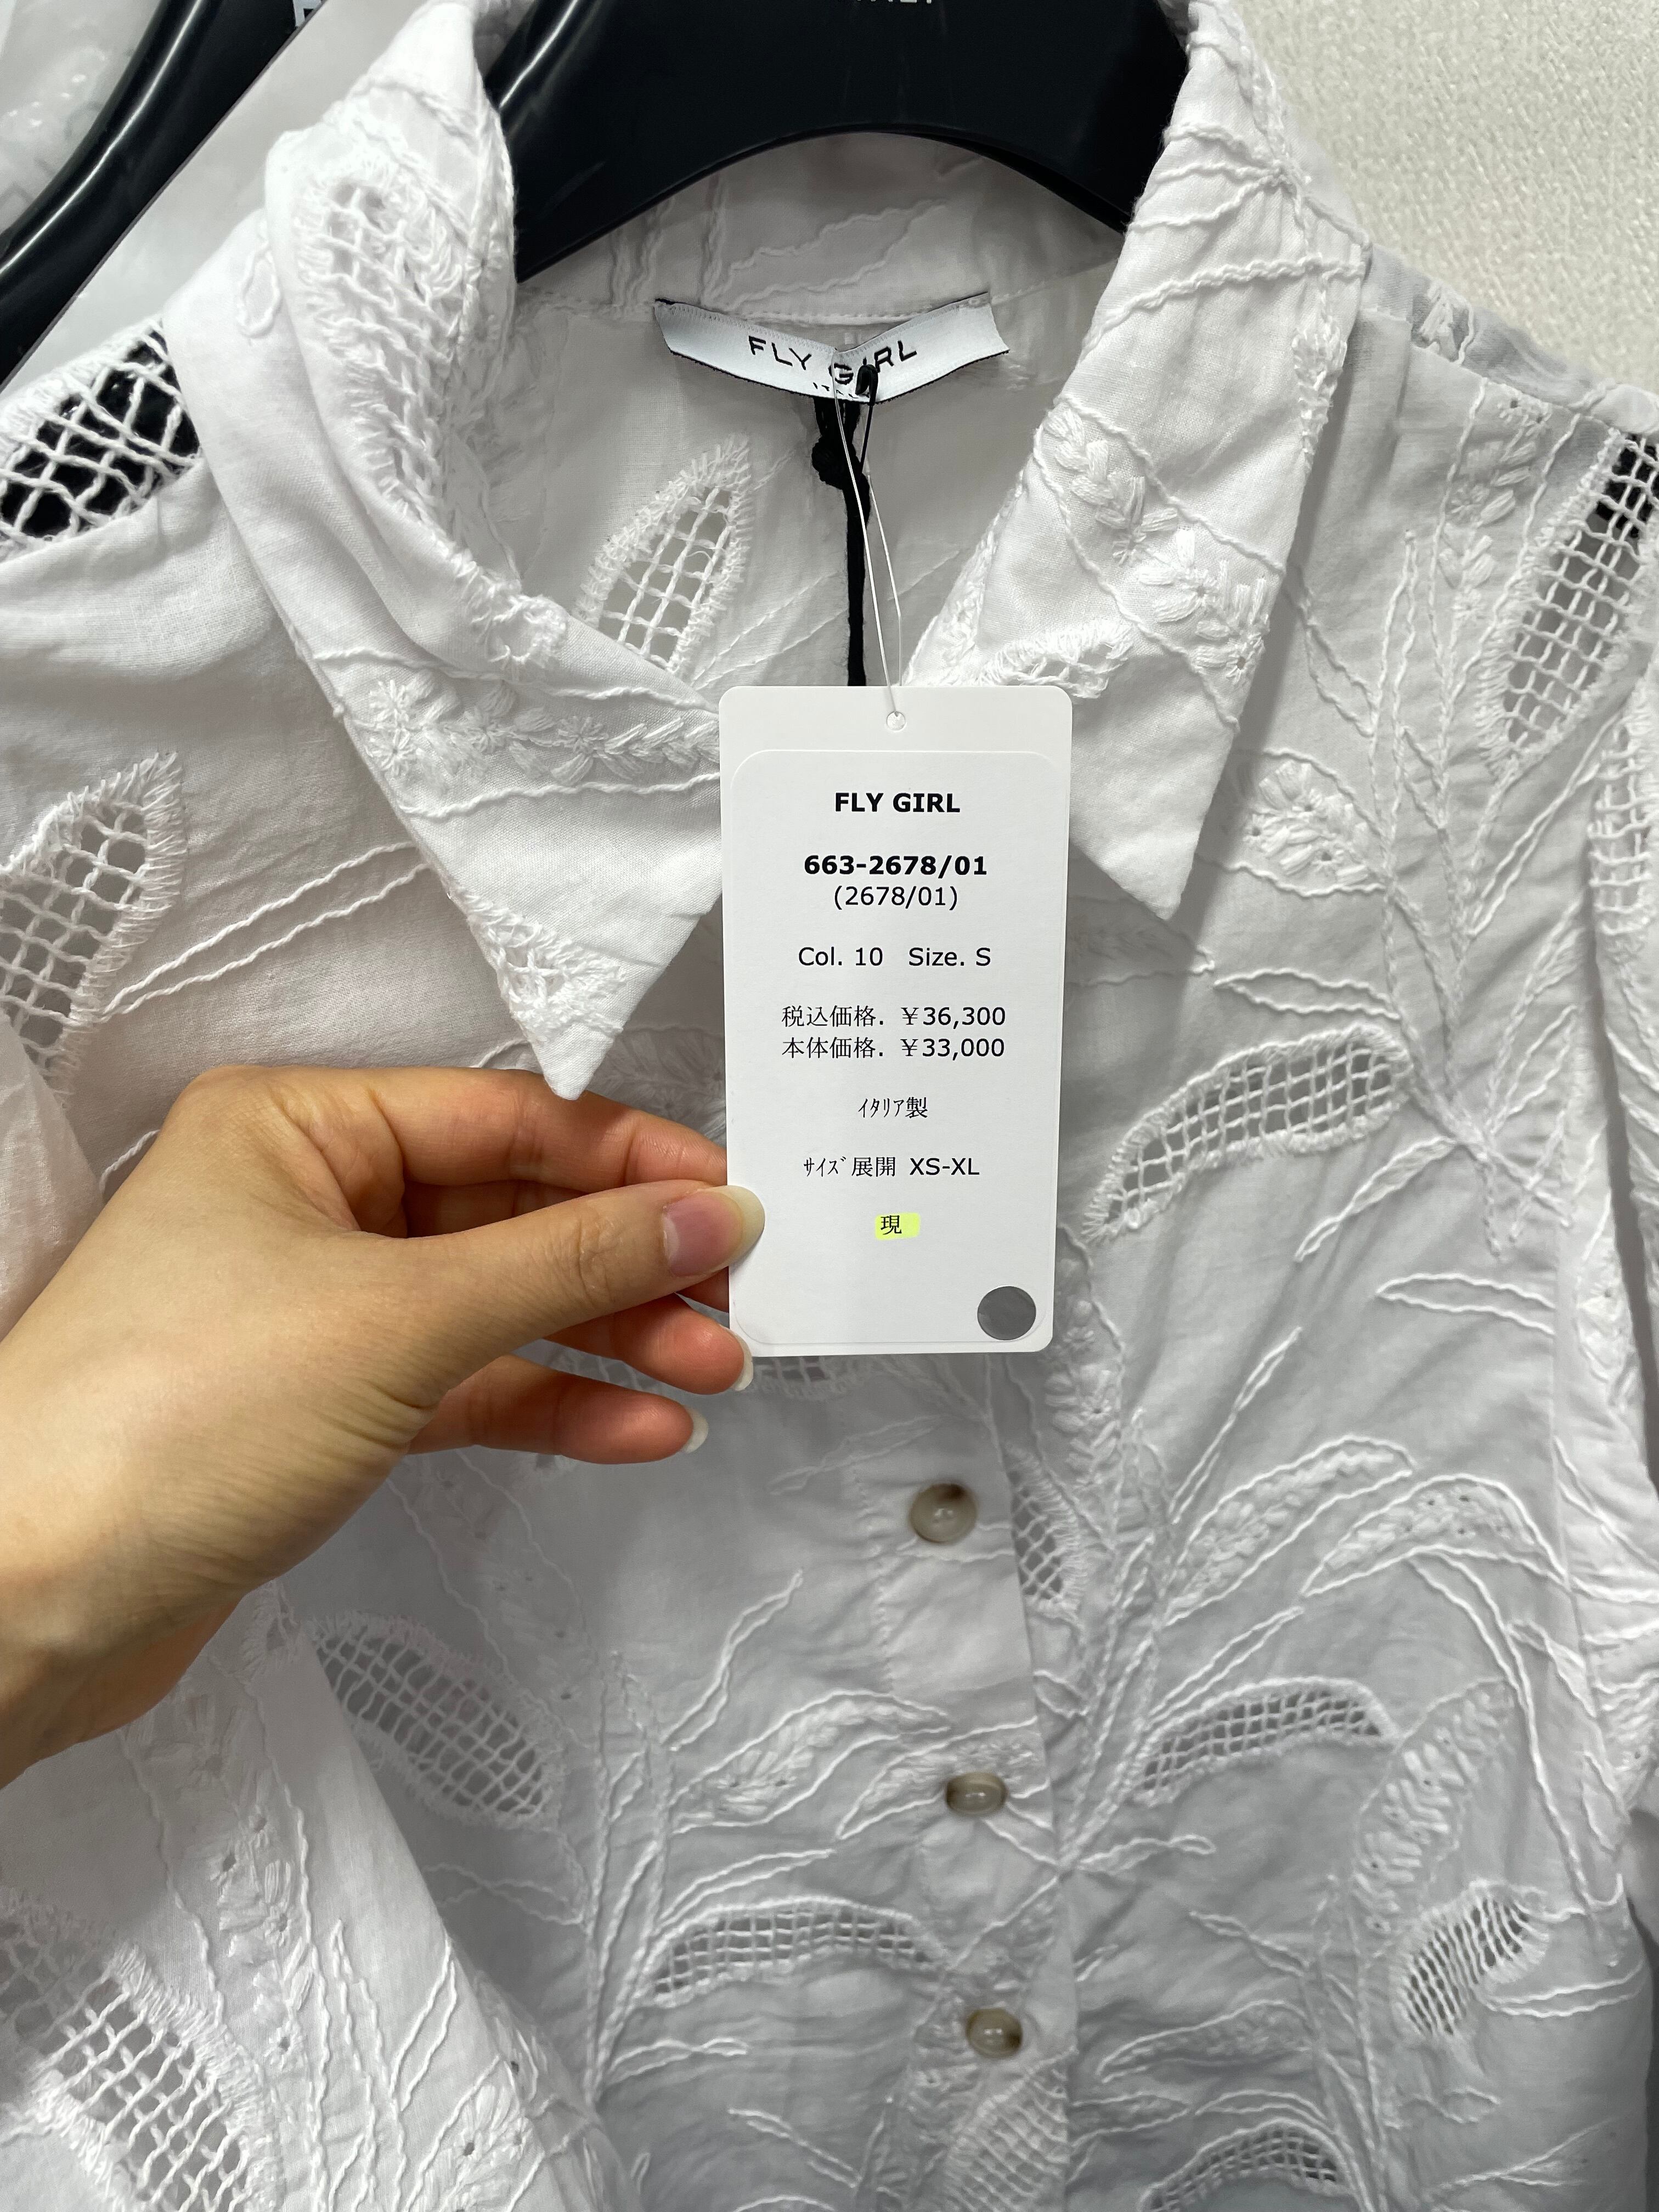 FLY GIRL
FLY GIRL
663-2678/01
(2678/01)
Col. 10 Size. S
税込価格. ￥36,300
本体価格. ￥33,000
ｲﾀﾘｱ製
ｻｲｽﾞ展開 XS-XL
現